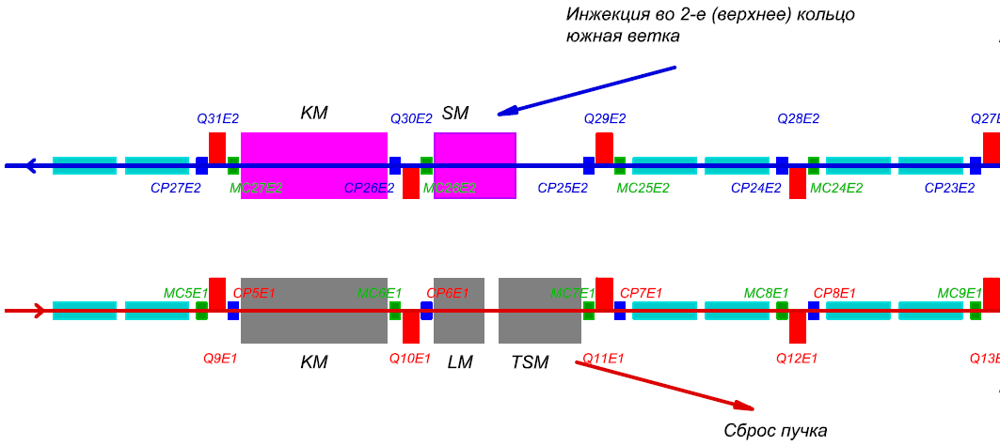 Инжекция во 2-е (верхнее) кольцо
южная ветка
Q31E2 KM Q30E2 SM Q29E2 Q28E2
CP27E2 MC27E2 CP26E2 MC26E2 CP25E2 MC25E2 CP24E2 MC24E2 CP23E2
MC5E1 CP5E1 MC6E1 CP6E1 MC7E1 CP7E1 MC8E1 CP8E1 MC9E1
Q9E1 KM Q10E1 LM TSM Q11E1 Q12E1
Сброс пучка